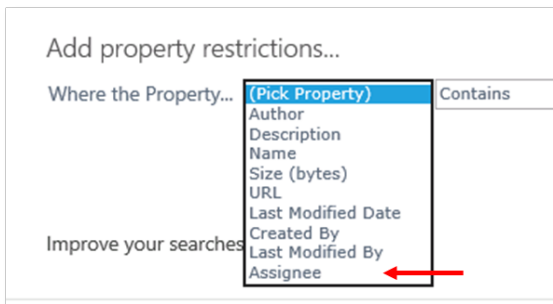 Add property restrictions...
Where the Property... (Pick Property) Contains
Author
Description
Name
Size (bytes)
URL
Last Modified Date
Created By
Last Modified By
Assignee
Improve your searches